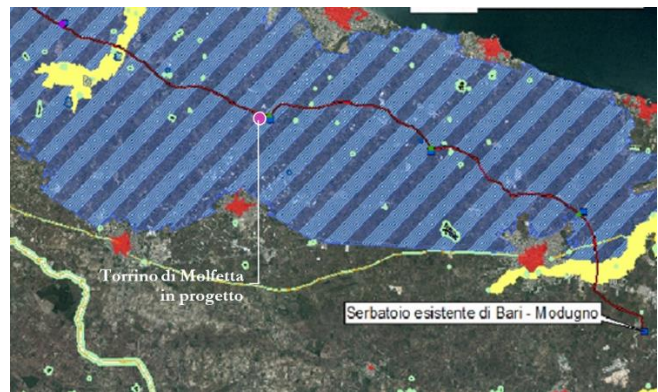 Torrino di Molfetta
in progetto
Serbatoio esistente di Bari - Modugno